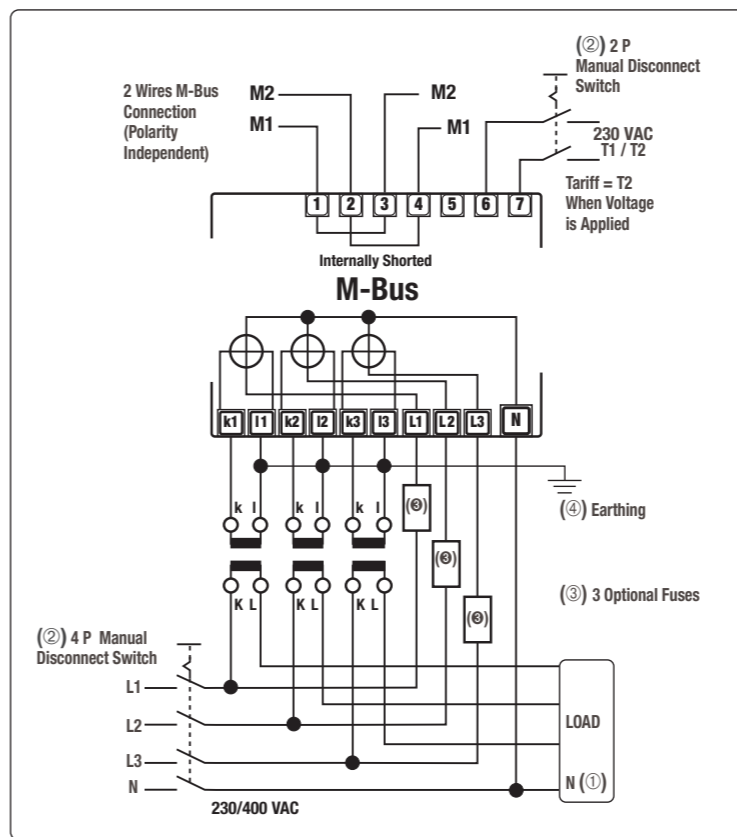 (②) 2 P
Manual Disconnect
Switch
2 Wires M-Bus
Connection
(Polarity
Independent)
M2
M1
M2
M1
230 VAC
T1 / T2
Tariff = T2
When Voltage
is Applied
1 2 3 4 5 6 7
Internally Shorted
M-Bus
k1 l1 k2 l2 k3 l3 L1 L2 L3 N
k l k l k l
(❸)
(❸)
(❸)
K L K L K L
(④) Earthing
(③) 3 Optional Fuses
(②) 4 P Manual
Disconnect Switch
L1
L2
L3
N
LOAD
N (①)
230/400 VAC